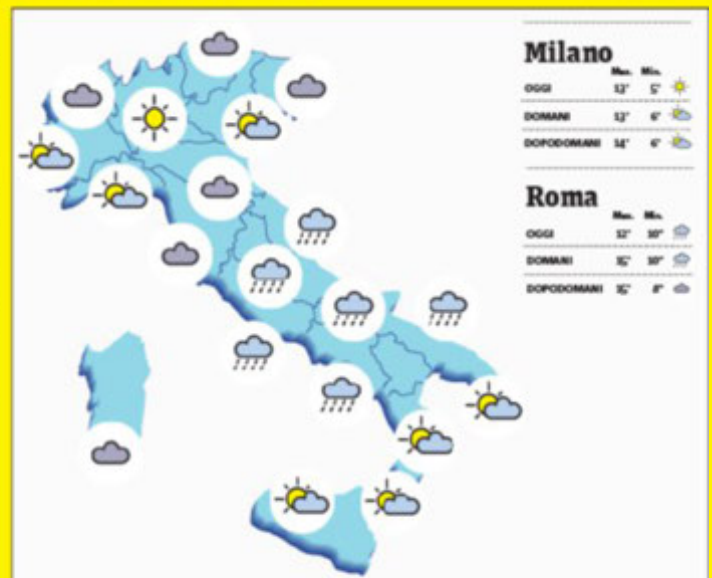 Milano
Max. Min.
OGGI 12° 5°
DOMANI 13° 6°
DOPODOMANI 14° 6°
Roma
Max. Min.
OGGI 12° 10°
DOMANI 15° 10°
DOPODOMANI 15° 8°